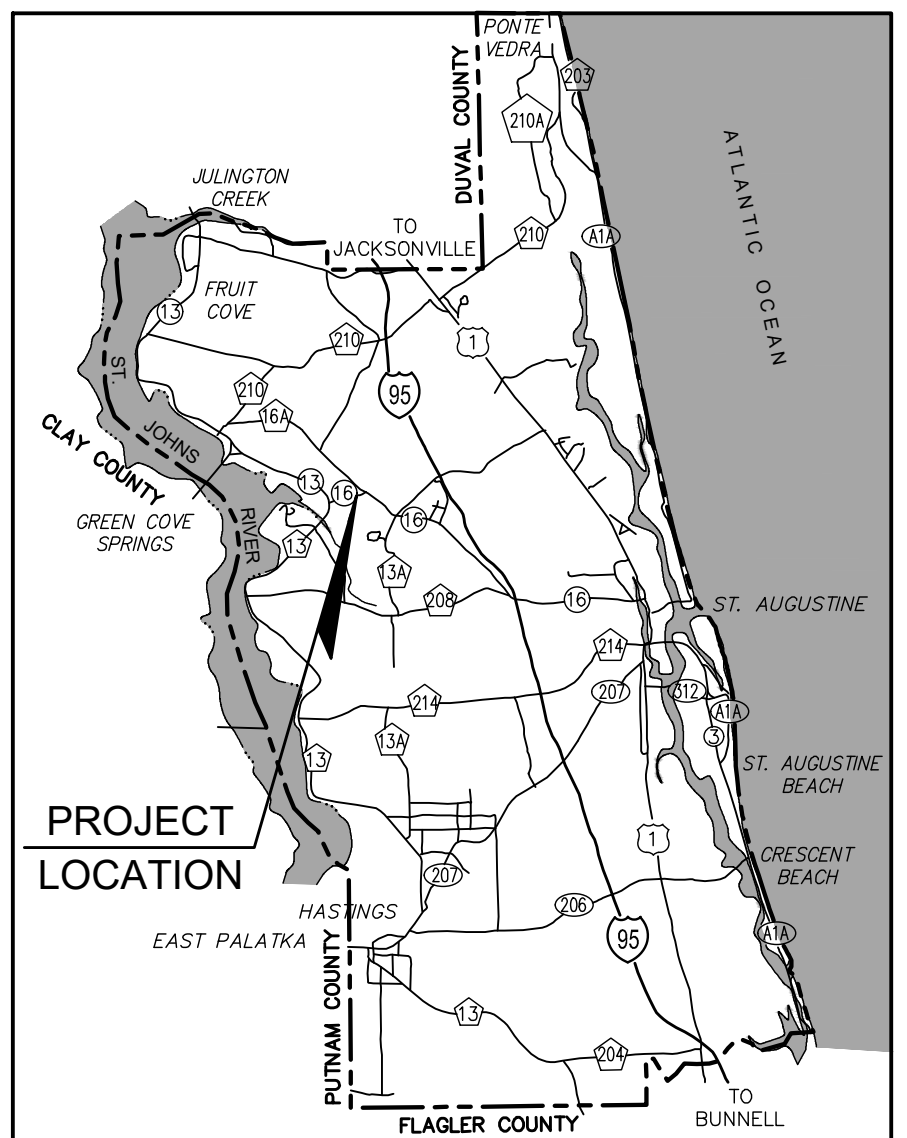 PONTE
VEDRA
203
210A
DUVAL COUNTY
ATLANTIC OCEAN
JULINGTON
CREEK
TO
JACKSONVILLE
210
A1A
FRUIT
COVE
13
210
1
ST.
JOHNS
RIVER
210
95
16A
CLAY COUNTY
13
16
16
GREEN COVE
SPRINGS
13
13A
208
16
ST. AUGUSTINE
214
207
312
214
A1A
3
13A
13
ST. AUGUSTINE
BEACH
PROJECT
LOCATION
1
CRESCENT
BEACH
207
206
HASTINGS
EAST PALATKA
95
A1A
PUTNAM COUNTY
13
204
TO
BUNNELL
FLAGLER COUNTY